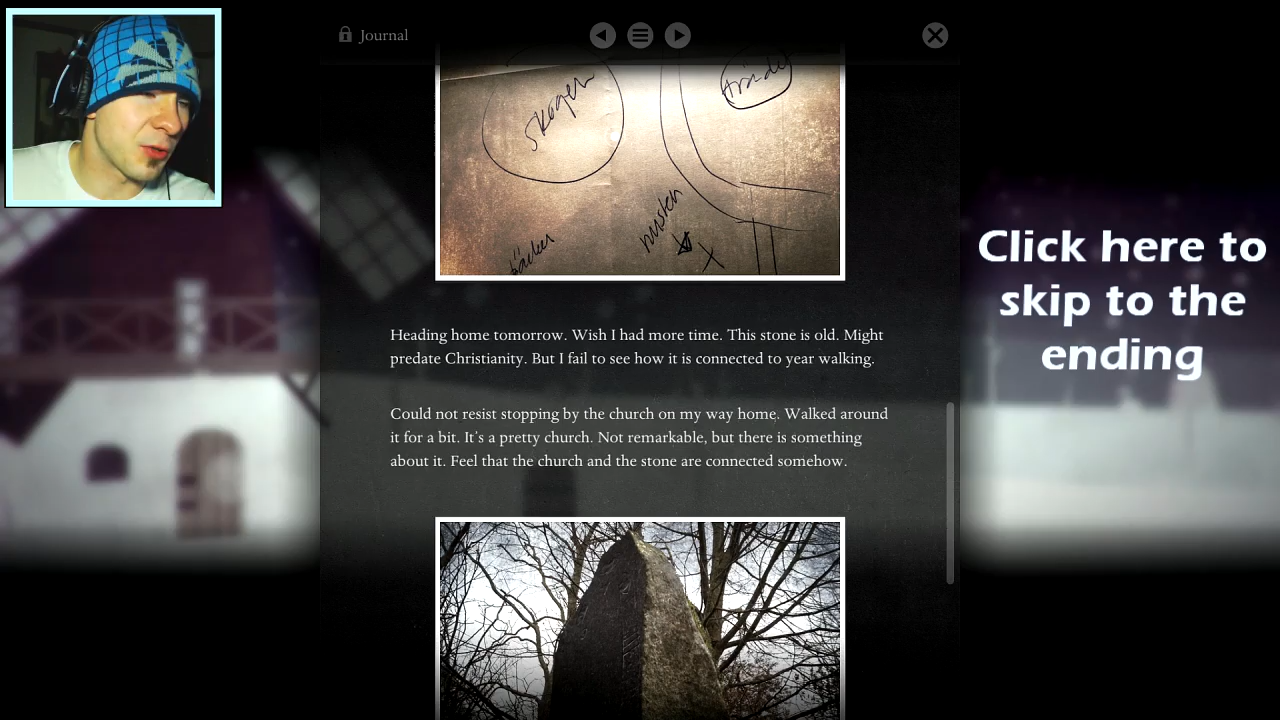 Journal
skogen
Click here to
skip to the
ending
Heading home tomorrow. Wish I had more time. This stone is old. Might
predate Christianity. But I fail to see how it is connected to year walking.
Could not resist stopping by the church on my way home. Walked around
it for a bit. It's a pretty church. Not remarkable, but there is something
about it. Feel that the church and the stone are connected somehow.